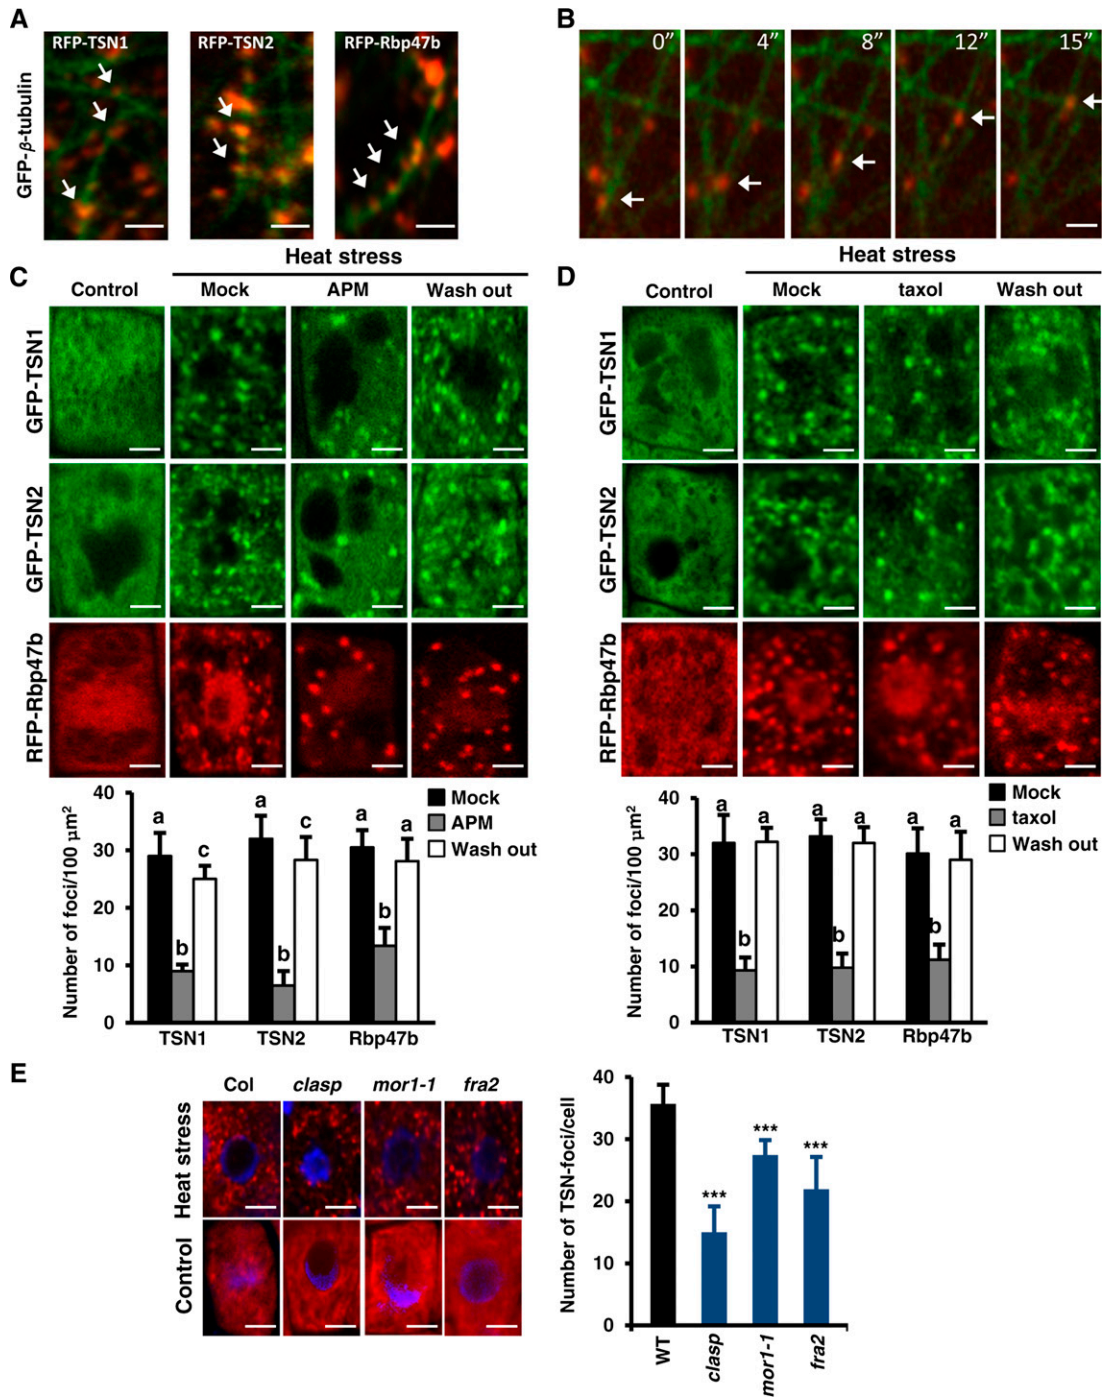 A
RFP-TSN1
RFP-TSN2
RFP-Rbp47b
GFP-β-tubulin
B
0”
4”
8”
12”
15”
C
Heat stress
Control
Mock
APM
Wash out
GFP-TSN1
GFP-TSN2
RFP-Rbp47b
Number of foci/100 µm²
40
30
20
10
0
a
b
c
a
b
c
a
b
a
Mock
APM
Wash out
TSN1
TSN2
Rbp47b
D
Heat stress
Control
Mock
taxol
Wash out
GFP-TSN1
GFP-TSN2
RFP-Rbp47b
Number of foci/100 µm²
40
30
20
10
0
a
b
a
a
b
a
a
b
a
Mock
taxol
Wash out
TSN1
TSN2
Rbp47b
E
Col
clasp
mor1-1
fra2
Heat stress
Control
Number of TSN-foci/cell
40
30
20
10
0
***
***
***
WT
clasp
mor1-1
fra2